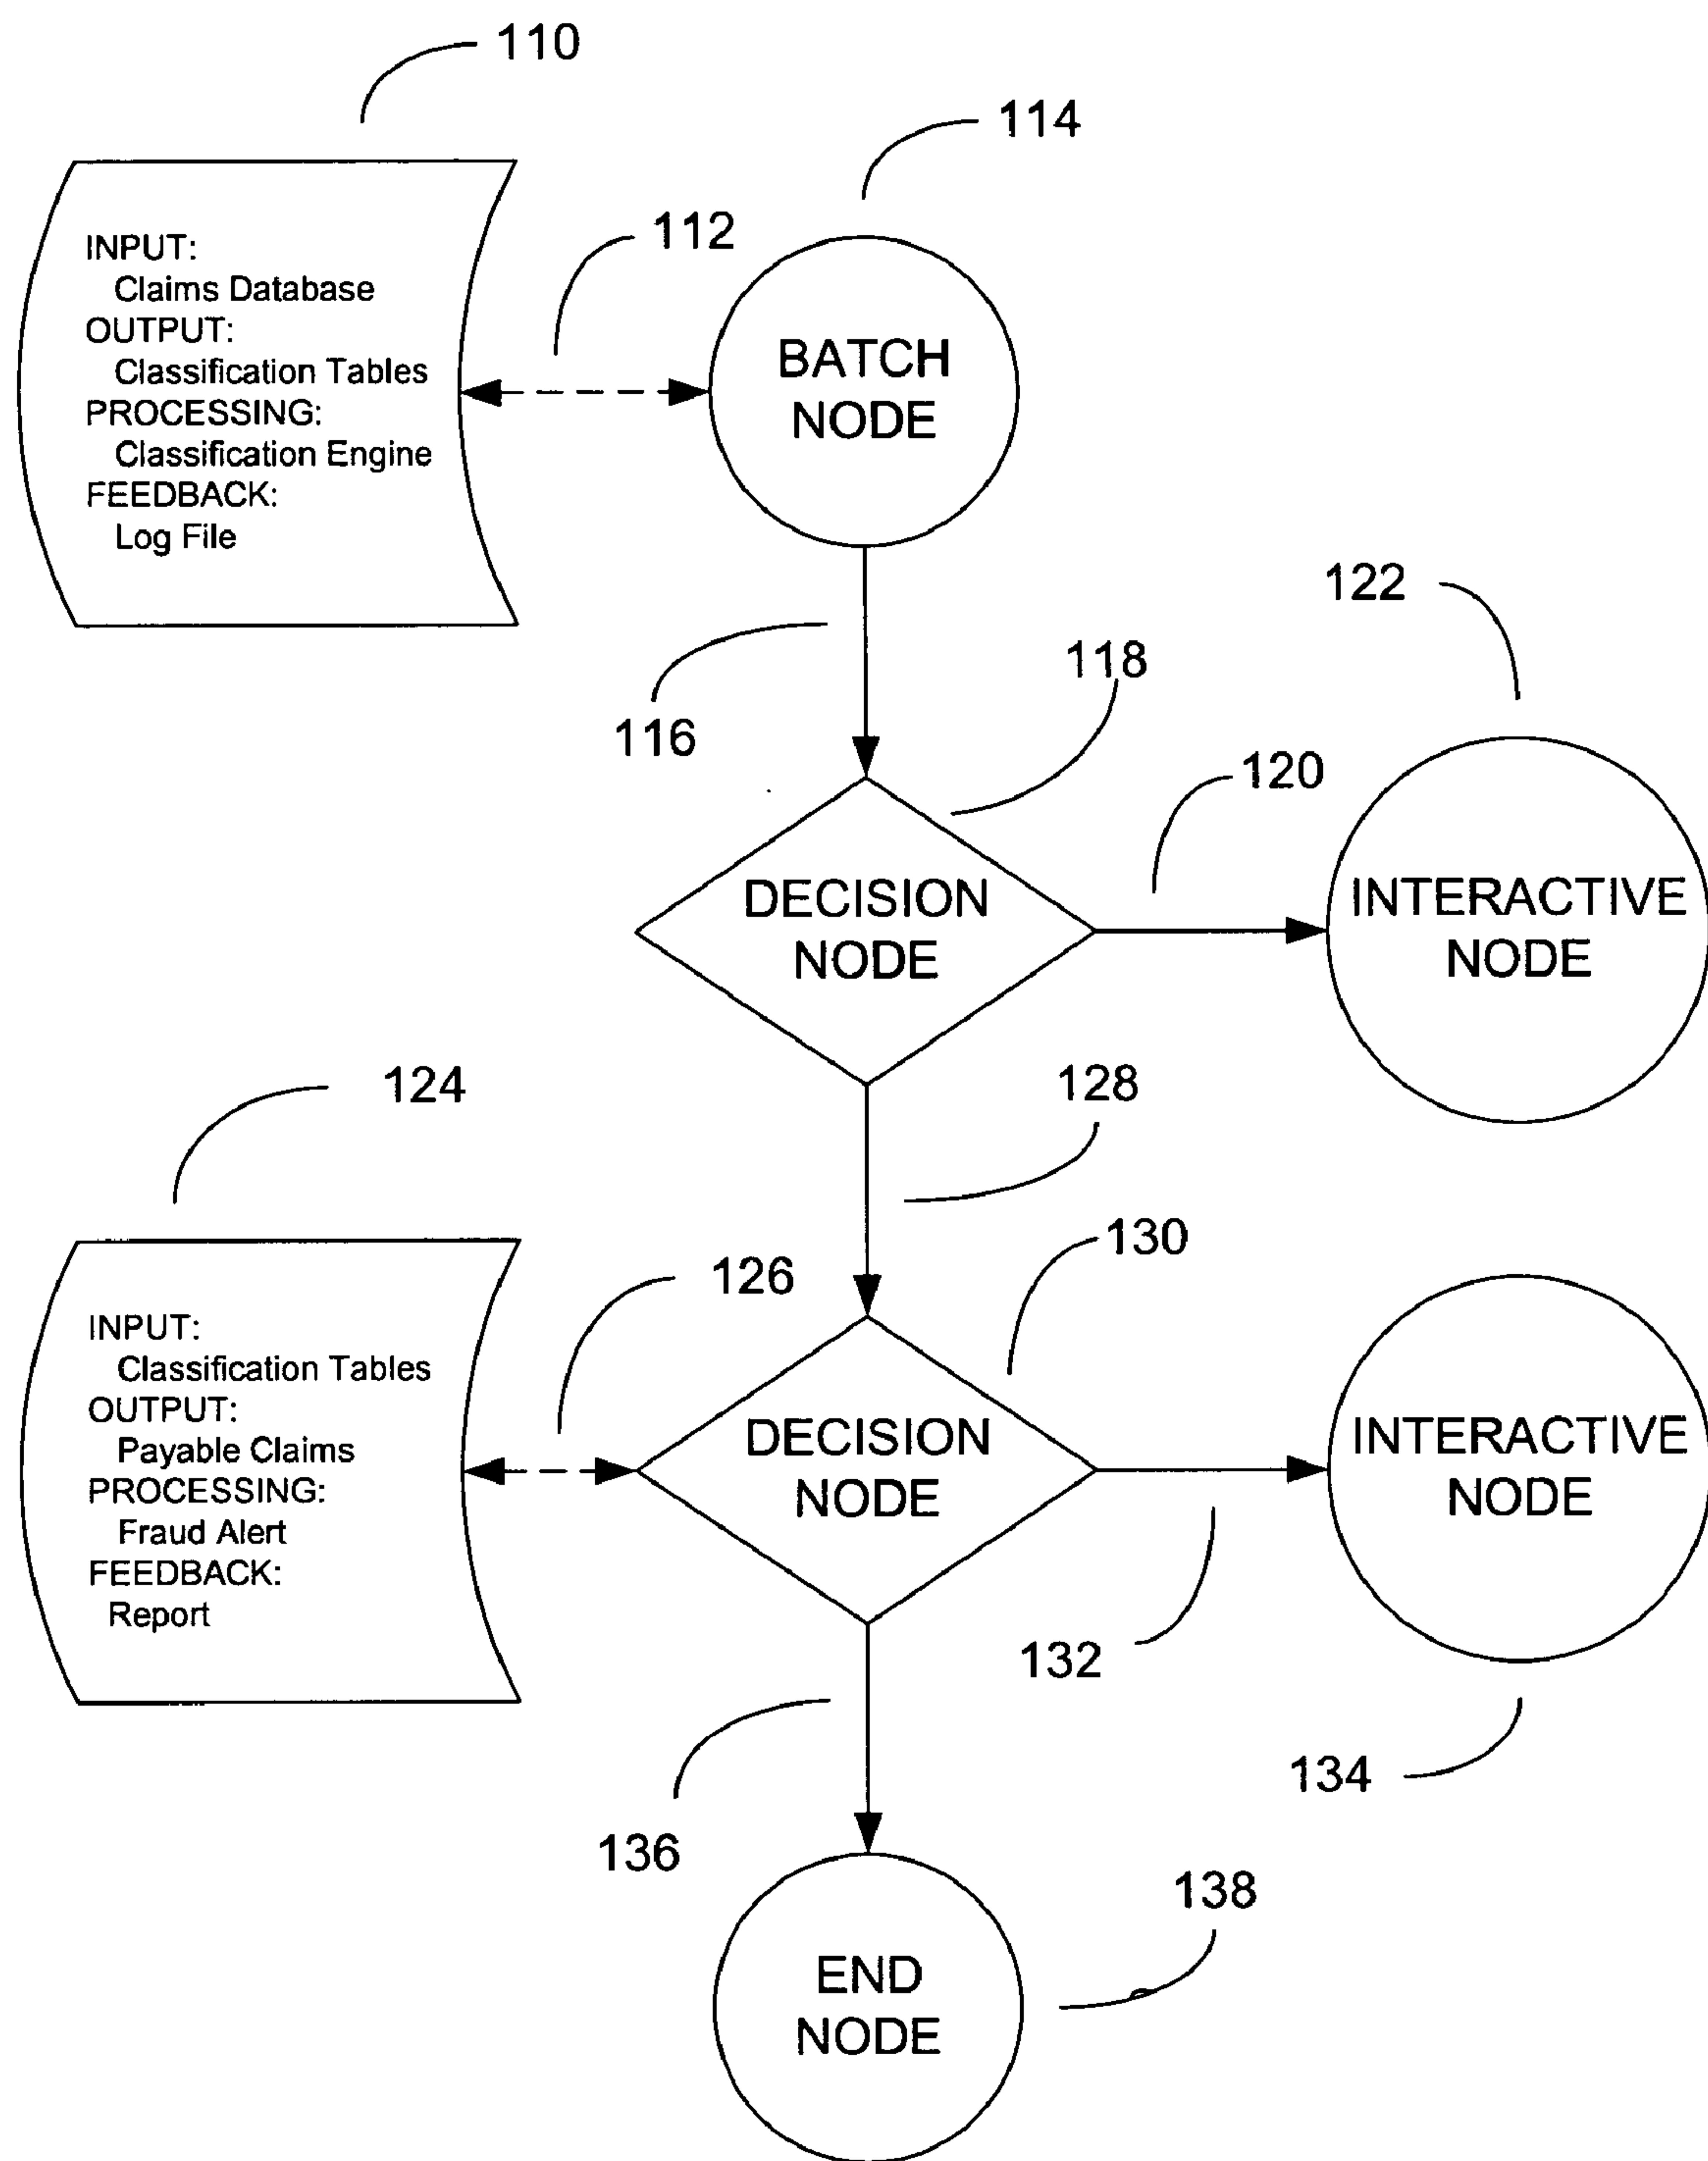 110
114
112
INPUT:
Claims Database
OUTPUT:
Classification Tables
PROCESSING:
Classification Engine
FEEDBACK:
Log File
BATCH
NODE
122
116
118
120
DECISION
NODE
INTERACTIVE
NODE
124
128
126
130
INPUT:
Classification Tables
OUTPUT:
Payable Claims
PROCESSING:
Fraud Alert
FEEDBACK:
Report
DECISION
NODE
INTERACTIVE
NODE
132
134
136
138
END
NODE